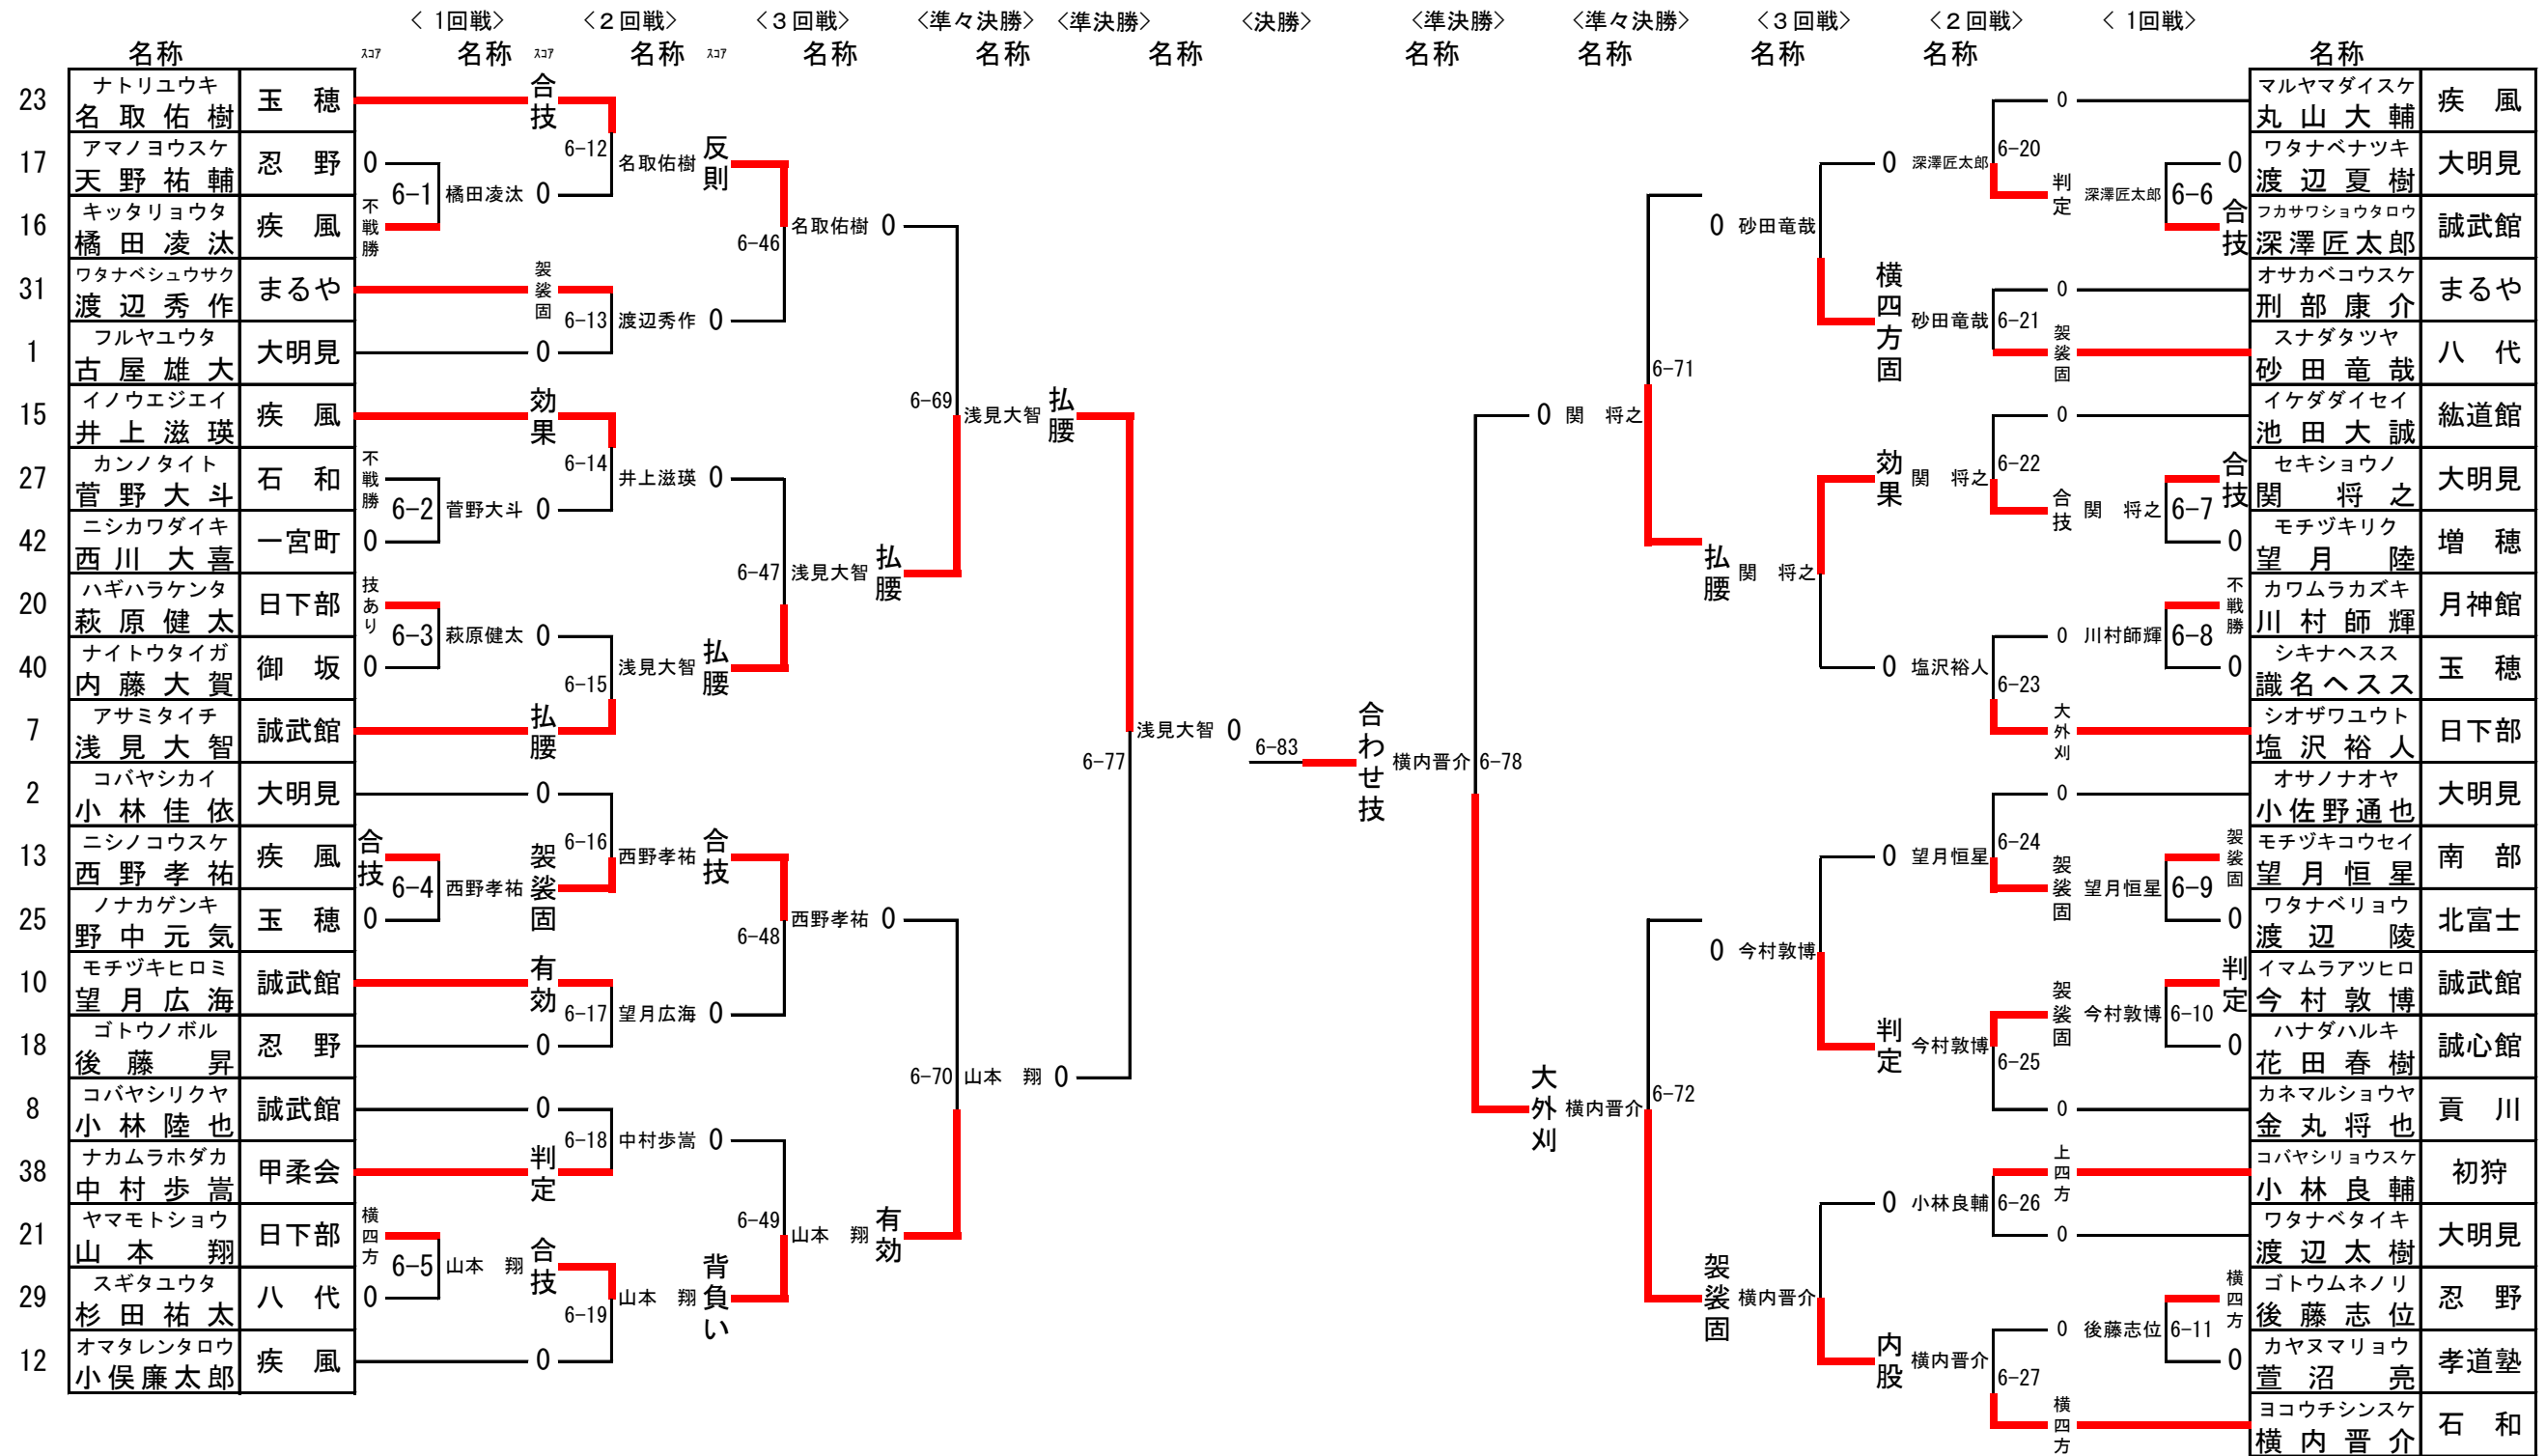 ＜ 1回戦＞ ＜２回戦＞ ＜３回戦＞ ＜準々決勝＞ ＜準決勝＞ ＜決勝＞ ＜準決勝＞ ＜準々決勝＞ ＜３回戦＞ ＜２回戦＞ ＜ 1回戦＞
名称 ｽｺｱ 名称 ｽｺｱ 名称 ｽｺｱ 名称 名称 名称 名称 名称 名称 名称 名称
23 ナトリユウキ 名取佑樹 玉穂
17 アマノヨウスケ 天野祐輔 忍野 0
16 キッタリョウタ 橘田凌汰 疾風 不戦勝
31 ワタナベシュウサク 渡辺秀作 まるや
1 フルヤユウタ 古屋雄大 大明見
15 イノウエジエイ 井上滋瑛 疾風
27 カンノタイト 菅野大斗 石和 不戦勝
42 ニシカワダイキ 西川大喜 一宮町 0
20 ハギハラケンタ 萩原健太 日下部 技あり
40 ナイトウタイガ 内藤大賀 御坂 0
7 アサミタイチ 浅見大智 誠武館
2 コバヤシカイ 小林佳依 大明見
13 ニシノコウスケ 西野孝祐 疾風 合技
25 ノナカゲンキ 野中元気 玉穂 0
10 モチヅキヒロミ 望月広海 誠武館
18 ゴトウノボル 後藤昇 忍野
8 コバヤシリクヤ 小林陸也 誠武館
38 ナカムラホダカ 中村歩嵩 甲柔会
21 ヤマモトショウ 山本翔 日下部 横四方
29 スギタユウタ 杉田祐太 八代 0
12 オマタレンタロウ 小俣廉太郎 疾風
6-1 橘田凌汰 0
6-2 菅野大斗 0
6-3 萩原健太 0
6-4 西野孝祐 袈裟固
6-5 山本 翔 合技
合技
袈裟固
0
効果
払腰
0
有効
0
0
判定
0
6-12 名取佑樹 反則
6-13 渡辺秀作 0
6-14 井上滋瑛 0
6-15 浅見大智 払腰
6-16 西野孝祐 合技
6-17 望月広海 0
6-18 中村歩嵩 0
6-19 山本 翔 背負い
6-46 名取佑樹 0
6-47 浅見大智 払腰
6-48 西野孝祐 0
6-49 山本 翔 有効
6-69 浅見大智 払腰
6-70 山本 翔 0
6-77 浅見大智 0
6-83
合わせ技 横内晋介 6-78
0 関 将之 6-71
大外刈 横内晋介 6-72
0 砂田竜哉
払腰 関 将之
0 今村敦博
袈裟固 横内晋介
0 深澤匠太郎 6-20
横四方固 砂田竜哉 6-21
効果 関 将之 6-22
0 塩沢裕人 6-23
0 望月恒星 6-24
判定 今村敦博 6-25
0 小林良輔 6-26
内股 横内晋介 6-27
0
判定 深澤匠太郎 6-6
0
袈裟固
0
合技 関 将之 6-7
0 川村師輝 6-8
大外刈
0
袈裟固 望月恒星 6-9
袈裟固 今村敦博 6-10
0
上四方
0
0 後藤志位 6-11
横四方
マルヤマダイスケ 丸山大輔 疾風
0 ワタナベナツキ 渡辺夏樹 大明見
合技 フカサワショウタロウ 深澤匠太郎 誠武館
オサカベコウスケ 刑部康介 まるや
スナダタツヤ 砂田竜哉 八代
イケダダイセイ 池田大誠 紘道館
合技 セキショウノ 関将之 大明見
0 モチヅキリク 望月陸 増穂
不戦勝 カワムラカズキ 川村師輝 月神館
0 シキナヘスス 識名ヘスス 玉穂
シオザワユウト 塩沢裕人 日下部
オサノナオヤ 小佐野通也 大明見
袈裟固 モチヅキコウセイ 望月恒星 南部
0 ワタナベリョウ 渡辺陵 北富士
判定 イマムラアツヒロ 今村敦博 誠武館
0 ハナダハルキ 花田春樹 誠心館
カネマルショウヤ 金丸将也 貢川
コバヤシリョウスケ 小林良輔 初狩
ワタナベタイキ 渡辺太樹 大明見
横四方 ゴトウムネノリ 後藤志位 忍野
0 カヤヌマリョウ 萱沼亮 孝道塾
ヨコウチシンスケ 横内晋介 石和